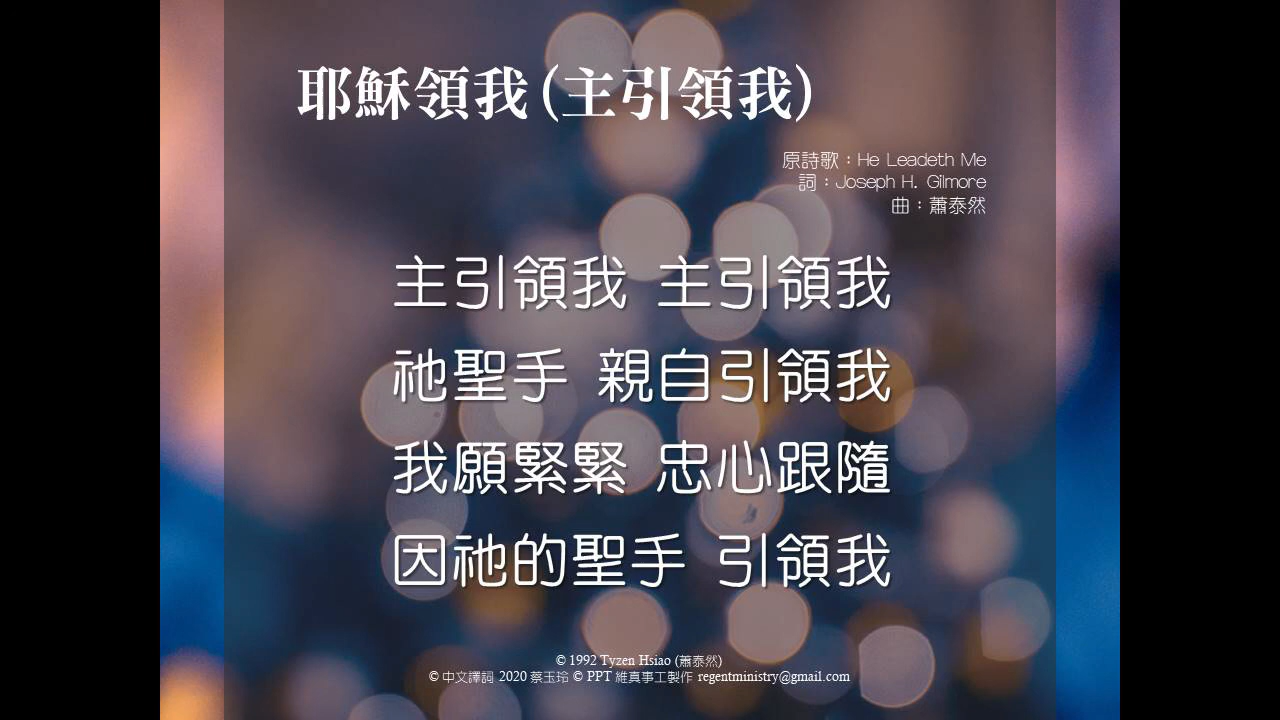 耶穌領我(主引領我)
原詩歌：He Leadeth Me
詞：Joseph H. Gilmore
曲：蕭泰然
主引領我 主引領我
祂聖手 親自引領我
我願緊緊 忠心跟隨
因祂的聖手 引領我
© 1992 Tyzen Hsiao (蕭泰然)
© 中文譯詞 2020 蔡玉玲 © PPT 維真事工製作 regentministry@gmail.com